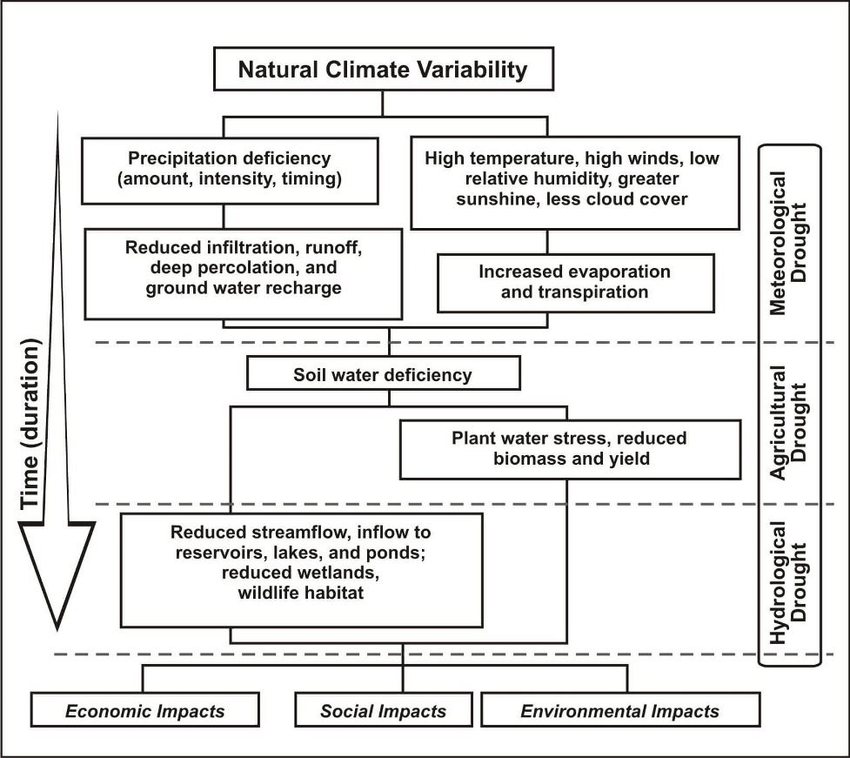 Natural Climate Variability
Precipitation deficiency
(amount, intensity, timing)
High temperature, high winds, low
relative humidity, greater
sunshine, less cloud cover
Reduced infiltration, runoff,
deep percolation, and
ground water recharge
Increased evaporation
and transpiration
Meteorological
Drought
Time (duration)
Soil water deficiency
Plant water stress, reduced
biomass and yield
Agricultural
Drought
Reduced streamflow, inflow to
reservoirs, lakes, and ponds;
reduced wetlands,
wildlife habitat
Hydrological
Drought
Economic Impacts
Social Impacts
Environmental Impacts